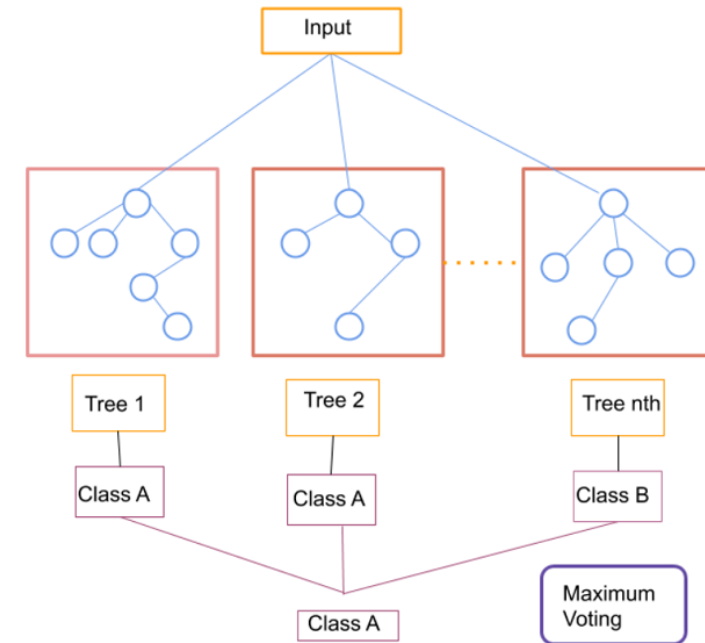 Input
Tree 1
Tree 2
Tree nth
Class A
Class A
Class B
Maximum
Voting
Class A